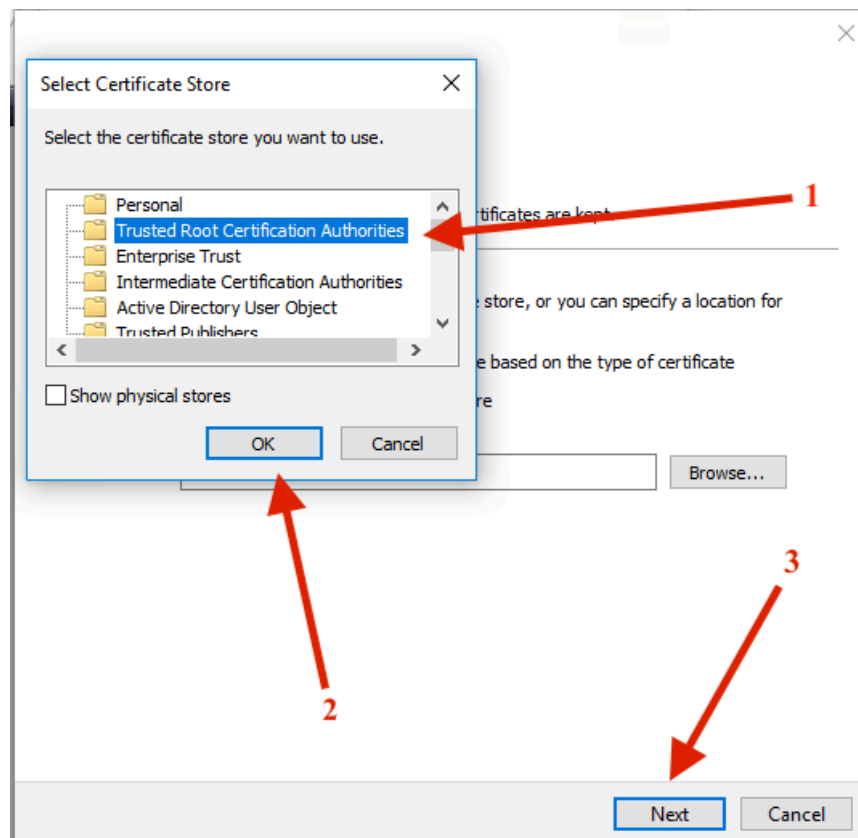 Select Certificate Store
Select the certificate store you want to use.
Personal
Trusted Root Certification Authorities
Enterprise Trust
Intermediate Certification Authorities
Active Directory User Object
Trusted Publishers
Show physical stores
OK Cancel
1
rtificates are kept.
e store, or you can specify a location for
e based on the type of certificate
re
Browse...
2
3
Next Cancel